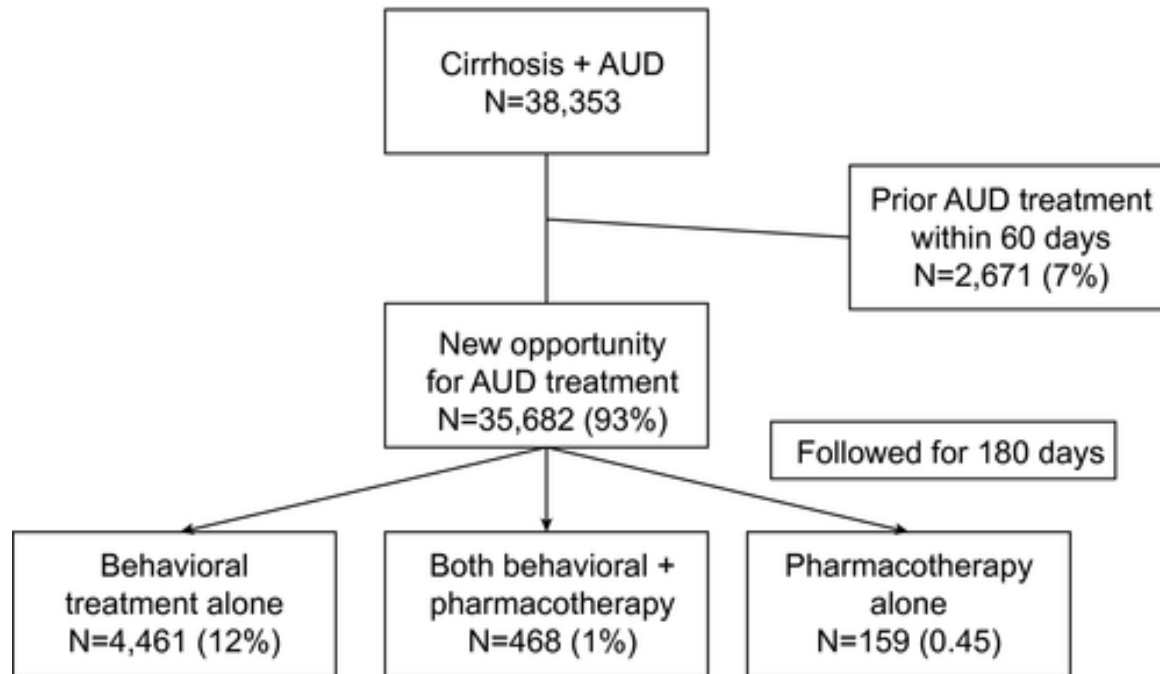 Cirrhosis + AUD
N=38,353
Prior AUD treatment
within 60 days
N=2,671 (7%)
New opportunity
for AUD treatment
N=35,682 (93%)
Followed for 180 days
Behavioral
treatment alone
N=4,461 (12%)
Both behavioral +
pharmacotherapy
N=468 (1%)
Pharmacotherapy
alone
N=159 (0.45)